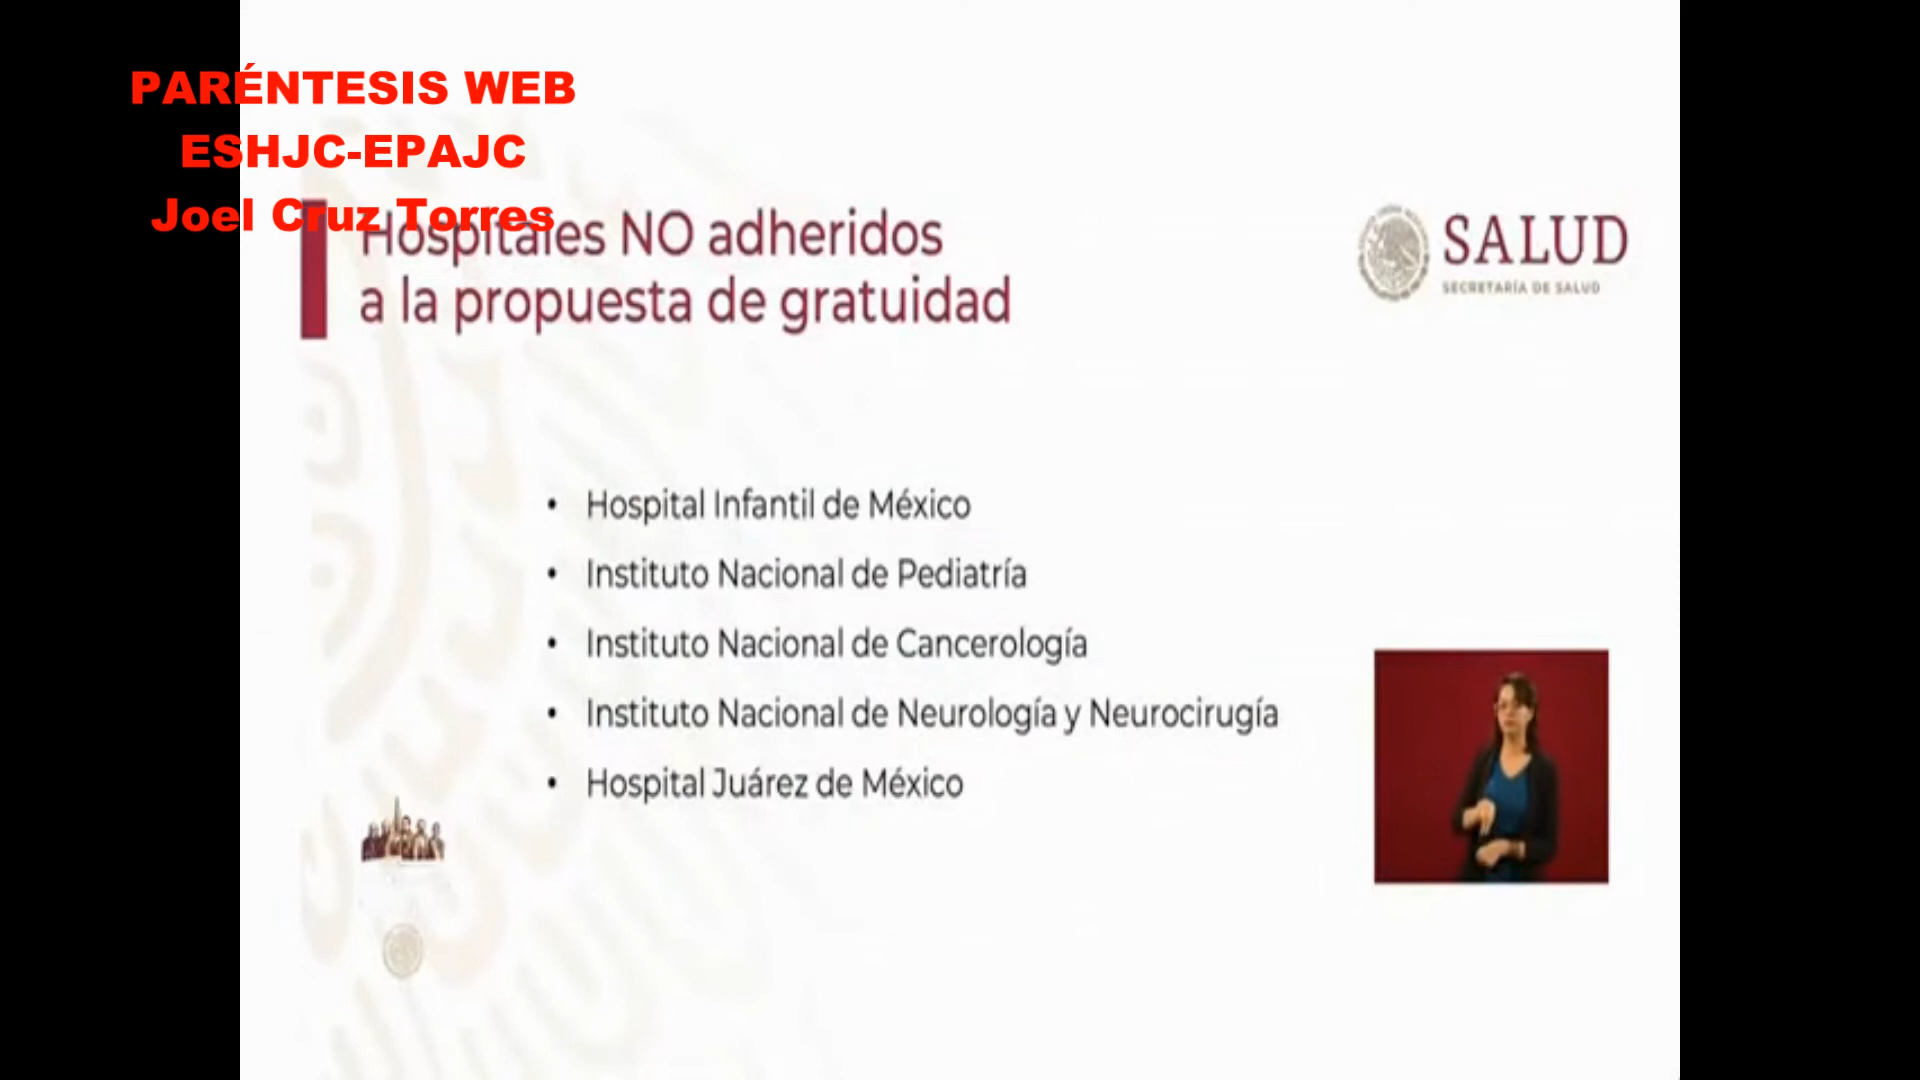 PARÉNTESIS WEB
ESHJC-EPAJC
Joel Cruz Torres
Hospitales NO adheridos
a la propuesta de gratuidad
SALUD
SECRETARÍA DE SALUD
• Hospital Infantil de México
• Instituto Nacional de Pediatría
• Instituto Nacional de Cancerología
• Instituto Nacional de Neurología y Neurocirugía
• Hospital Juárez de México